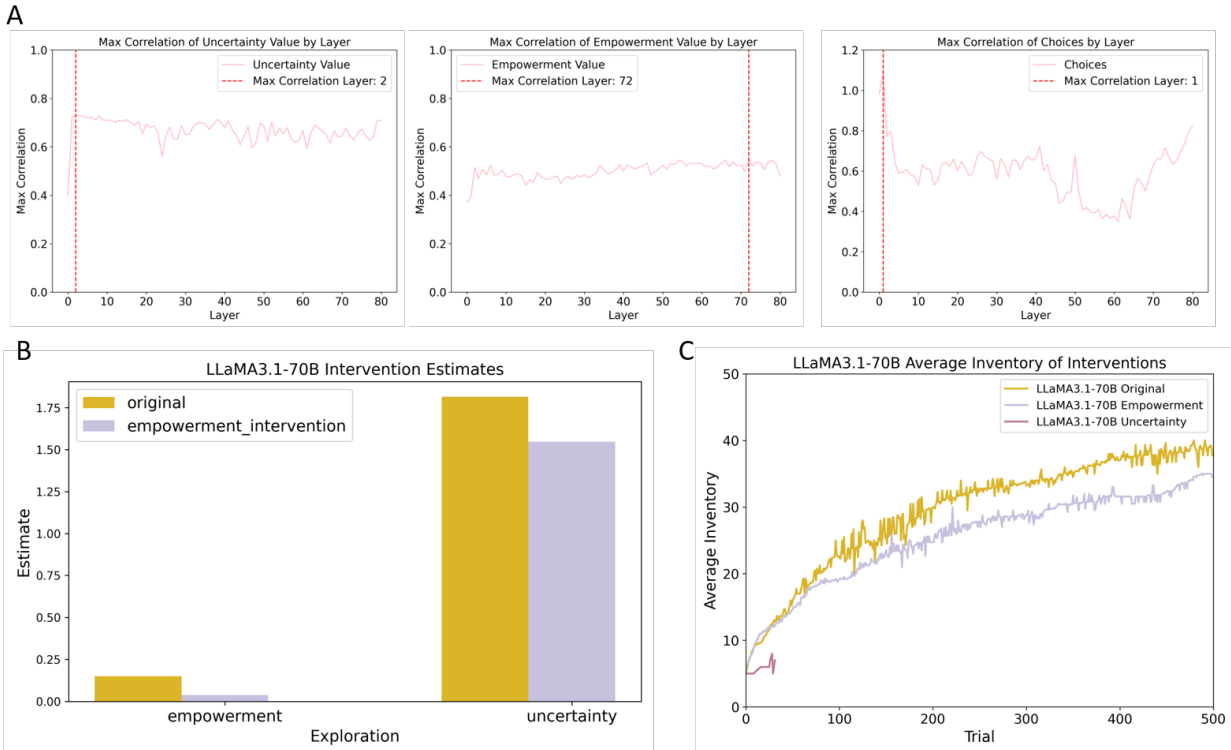 A
Max Correlation of Uncertainty Value by Layer
Uncertainty Value
Max Correlation Layer: 2
Max Correlation
1.0
0.8
0.6
0.4
0.2
0.0
0 10 20 30 40 50 60 70 80
Layer
Max Correlation of Empowerment Value by Layer
Empowerment Value
Max Correlation Layer: 72
Max Correlation
1.0
0.8
0.6
0.4
0.2
0.0
0 10 20 30 40 50 60 70 80
Layer
Max Correlation of Choices by Layer
Choices
Max Correlation Layer: 1
Max Correlation
1.2
1.0
0.8
0.6
0.4
0.2
0.0
0 10 20 30 40 50 60 70 80
Layer
B
LLaMA3.1-70B Intervention Estimates
original
empowerment_intervention
Estimate
1.75
1.50
1.25
1.00
0.75
0.50
0.25
0.00
empowerment uncertainty
Exploration
C
LLaMA3.1-70B Average Inventory of Interventions
LLaMA3.1-70B Original
LLaMA3.1-70B Empowerment
LLaMA3.1-70B Uncertainty
Average Inventory
50
40
30
20
10
0
0 100 200 300 400 500
Trial